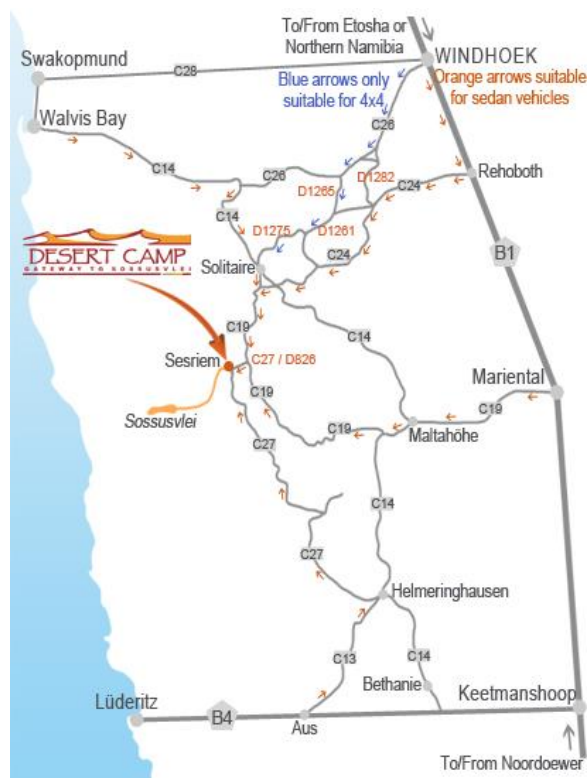 To/From Etosha or
Northern Namibia
WINDHOEK
Swakopmund
C28
Blue arrows only
suitable for 4x4
Orange arrows suitable
for sedan vehicles
Walvis Bay
C26
C14
C26
D1265
D1282
C24
Rehoboth
C14
D1275
D1261
B1
DESERT CAMP
GATEWAY TO SOSSUSVLEI
Solitaire
C24
C19
C14
Sesriem
C27 / D826
Mariental
C19
C19
Sossusvlei
C19
Maltahöhe
C27
C14
C27
Helmeringhausen
C13
C14
Bethanie
Keetmanshoop
Lüderitz
B4
Aus
To/From Noordoewer